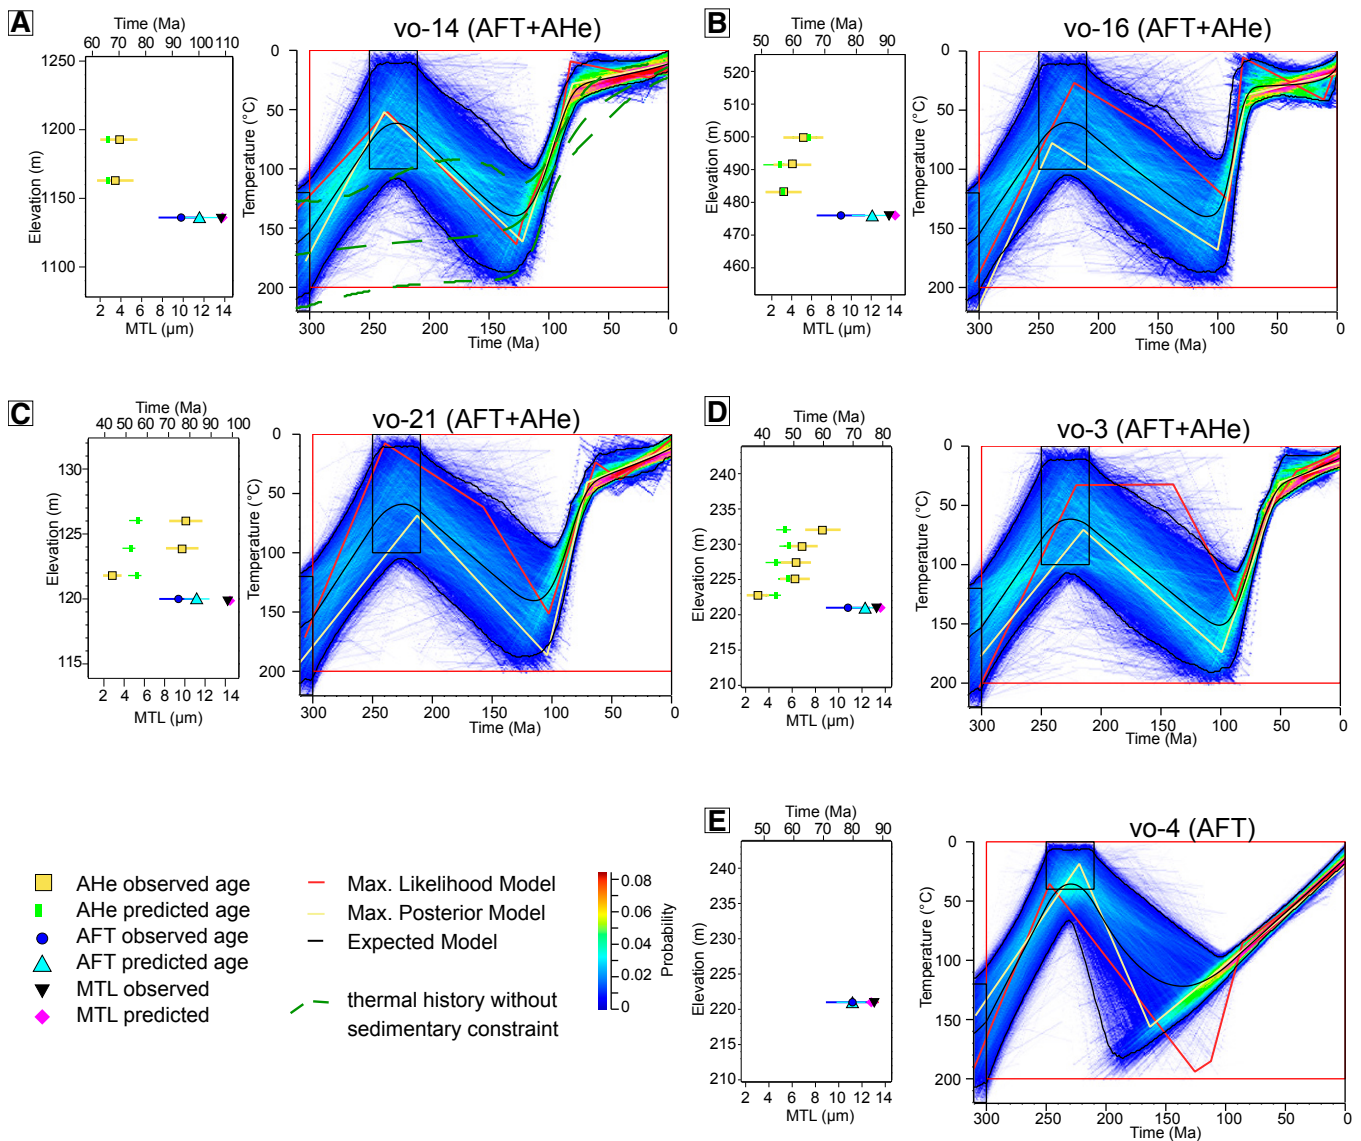 A
Time (Ma)
60 70 80 90 100 110
Elevation (m)
1250
1200
1150
1100
2 4 6 8 10 12 14
MTL (µm)
vo-14 (AFT+AHe)
Temperature (°C)
0
50
100
150
200
300 250 200 150 100 50 0
Time (Ma)
B
Time (Ma)
50 60 70 80 90
Elevation (m)
520
510
500
490
480
470
460
2 4 6 8 10 12 14
MTL (µm)
vo-16 (AFT+AHe)
Temperature (°C)
0
50
100
150
200
300 250 200 150 100 50 0
Time (Ma)
C
Time (Ma)
40 50 60 70 80 90 100
Elevation (m)
130
125
120
115
2 4 6 8 10 12 14
MTL (µm)
vo-21 (AFT+AHe)
Temperature (°C)
0
50
100
150
200
300 250 200 150 100 50 0
Time (Ma)
D
Time (Ma)
40 50 60 70 80
Elevation (m)
240
235
230
225
220
215
210
2 4 6 8 10 12 14
MTL (µm)
vo-3 (AFT+AHe)
Temperature (°C)
0
50
100
150
200
300 250 200 150 100 50 0
Time (Ma)
E
Time (Ma)
50 60 70 80 90
Elevation (m)
240
235
230
225
220
215
210
2 4 6 8 10 12 14
MTL (µm)
vo-4 (AFT)
Temperature (°C)
0
50
100
150
200
300 250 200 150 100 50 0
Time (Ma)
AHe observed age
AHe predicted age
AFT observed age
AFT predicted age
MTL observed
MTL predicted
Max. Likelihood Model
Max. Posterior Model
Expected Model
thermal history without
sedimentary constraint
0.08
0.06
0.04
0.02
0
Probability